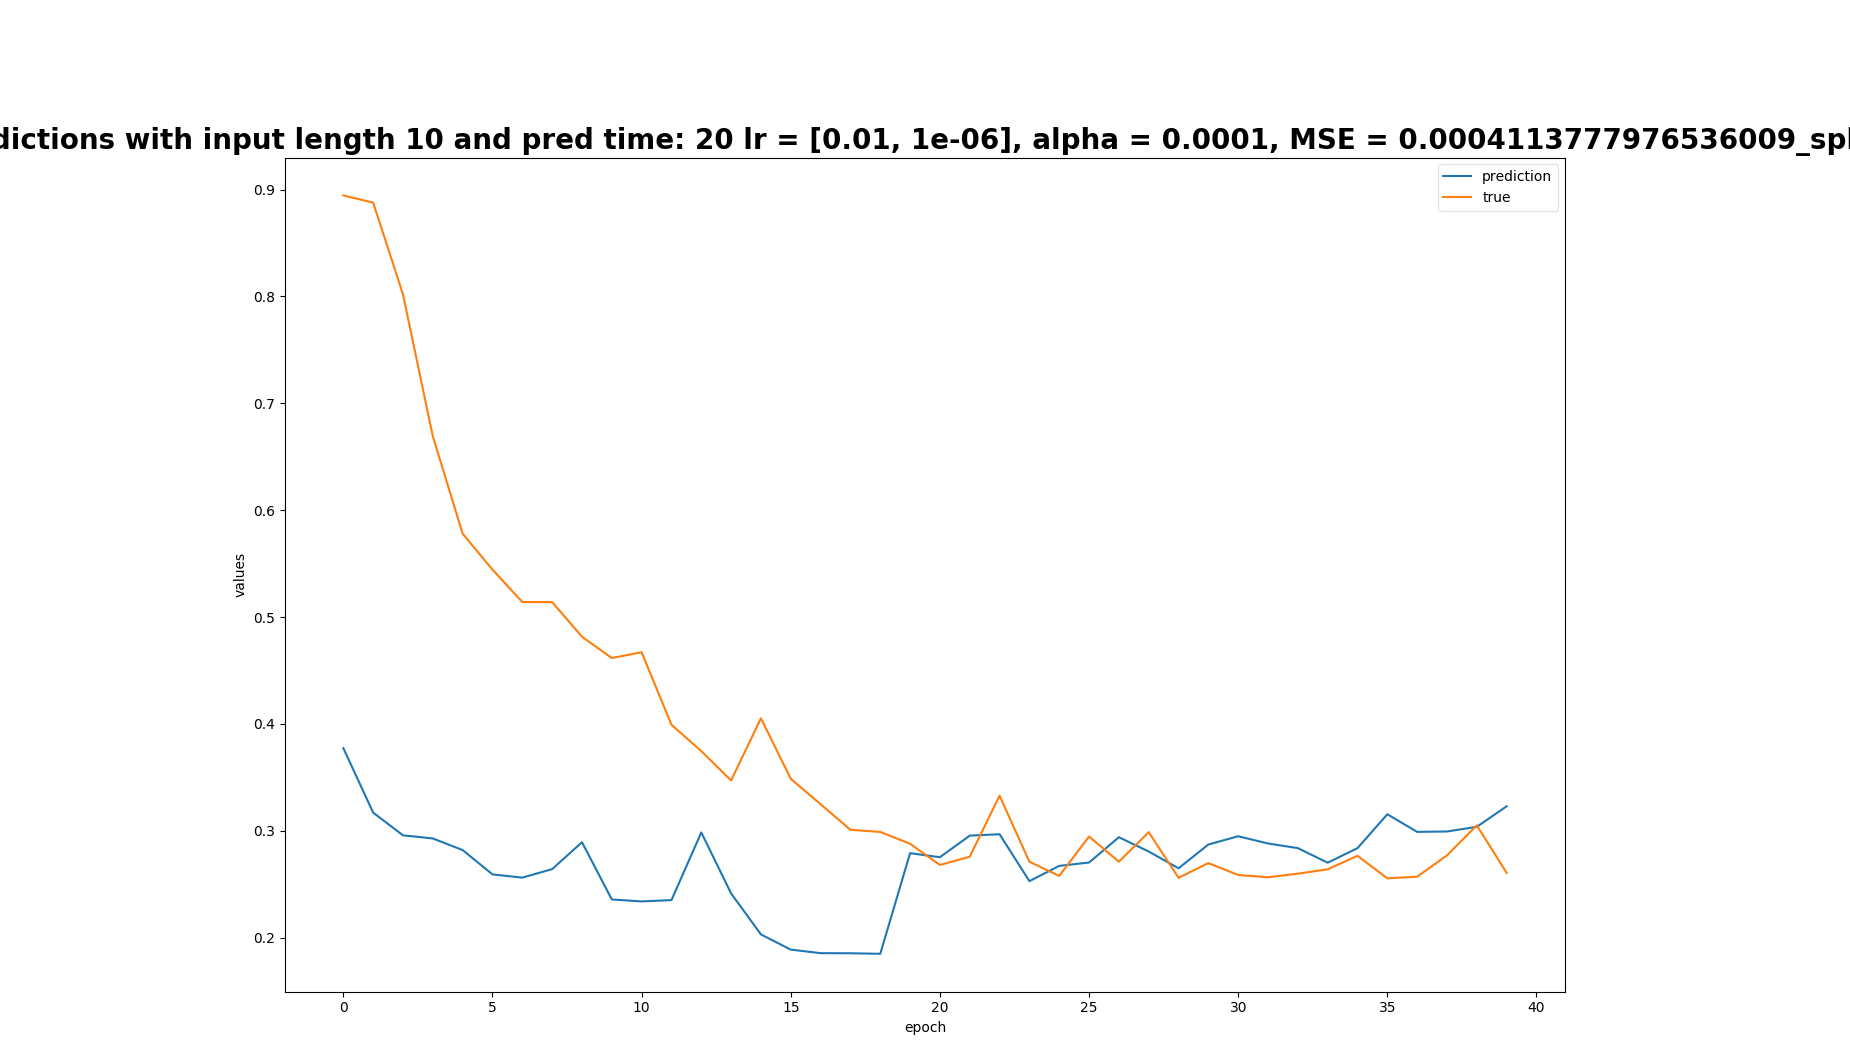 dictions with input length 10 and pred time: 20 lr = [0.01, 1e-06], alpha = 0.0001, MSE = 0.0004113777976536009_spl
prediction
true
0.9
0.8
0.7
0.6
0.5
0.4
0.3
0.2
values
0 5 10 15 20 25 30 35 40
epoch